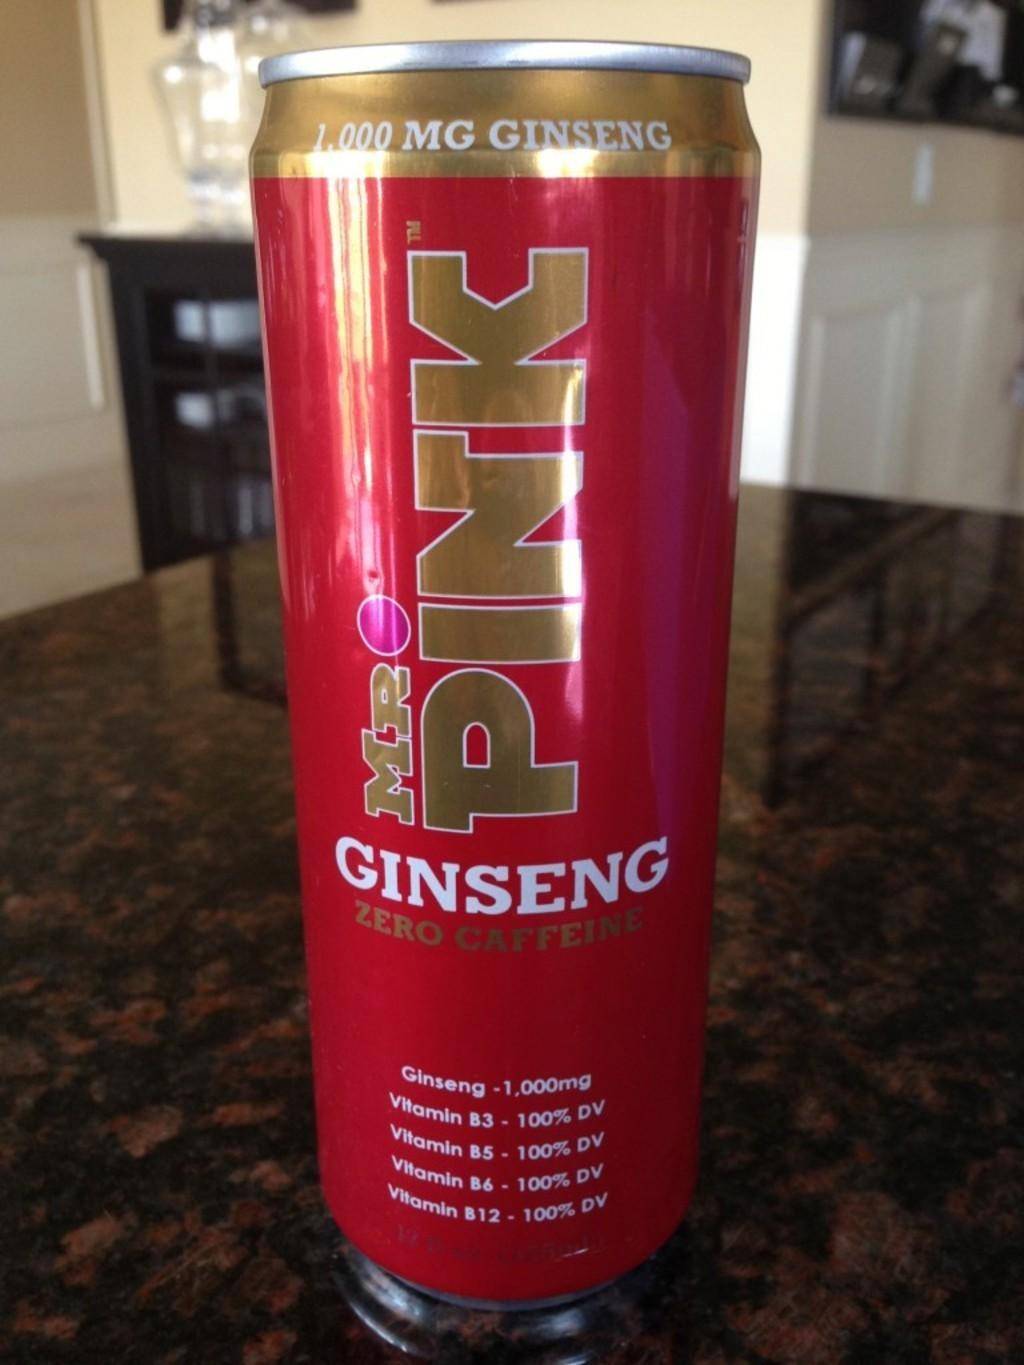 1,000 MG GINSENG
MR PINK™
GINSENG
ZERO CAFFEINE
Ginseng -1,000mg
Vitamin B3 - 100% DV
Vitamin B5 - 100% DV
Vitamin B6 - 100% DV
Vitamin B12 - 100% DV